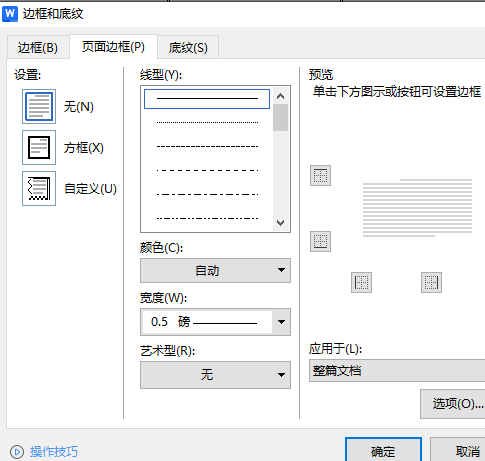 W 边框和底纹
边框(B) 页面边框(P) 底纹(S)
设置:
无(N)
方框(X)
自定义(U)
线型(Y):
颜色(C):
自动
宽度(W):
0.5 磅
艺术型(R):
无
预览
单击下方图示或按钮可设置边框
应用于(L):
整篇文档
选项(O)...
操作技巧
确定 取消